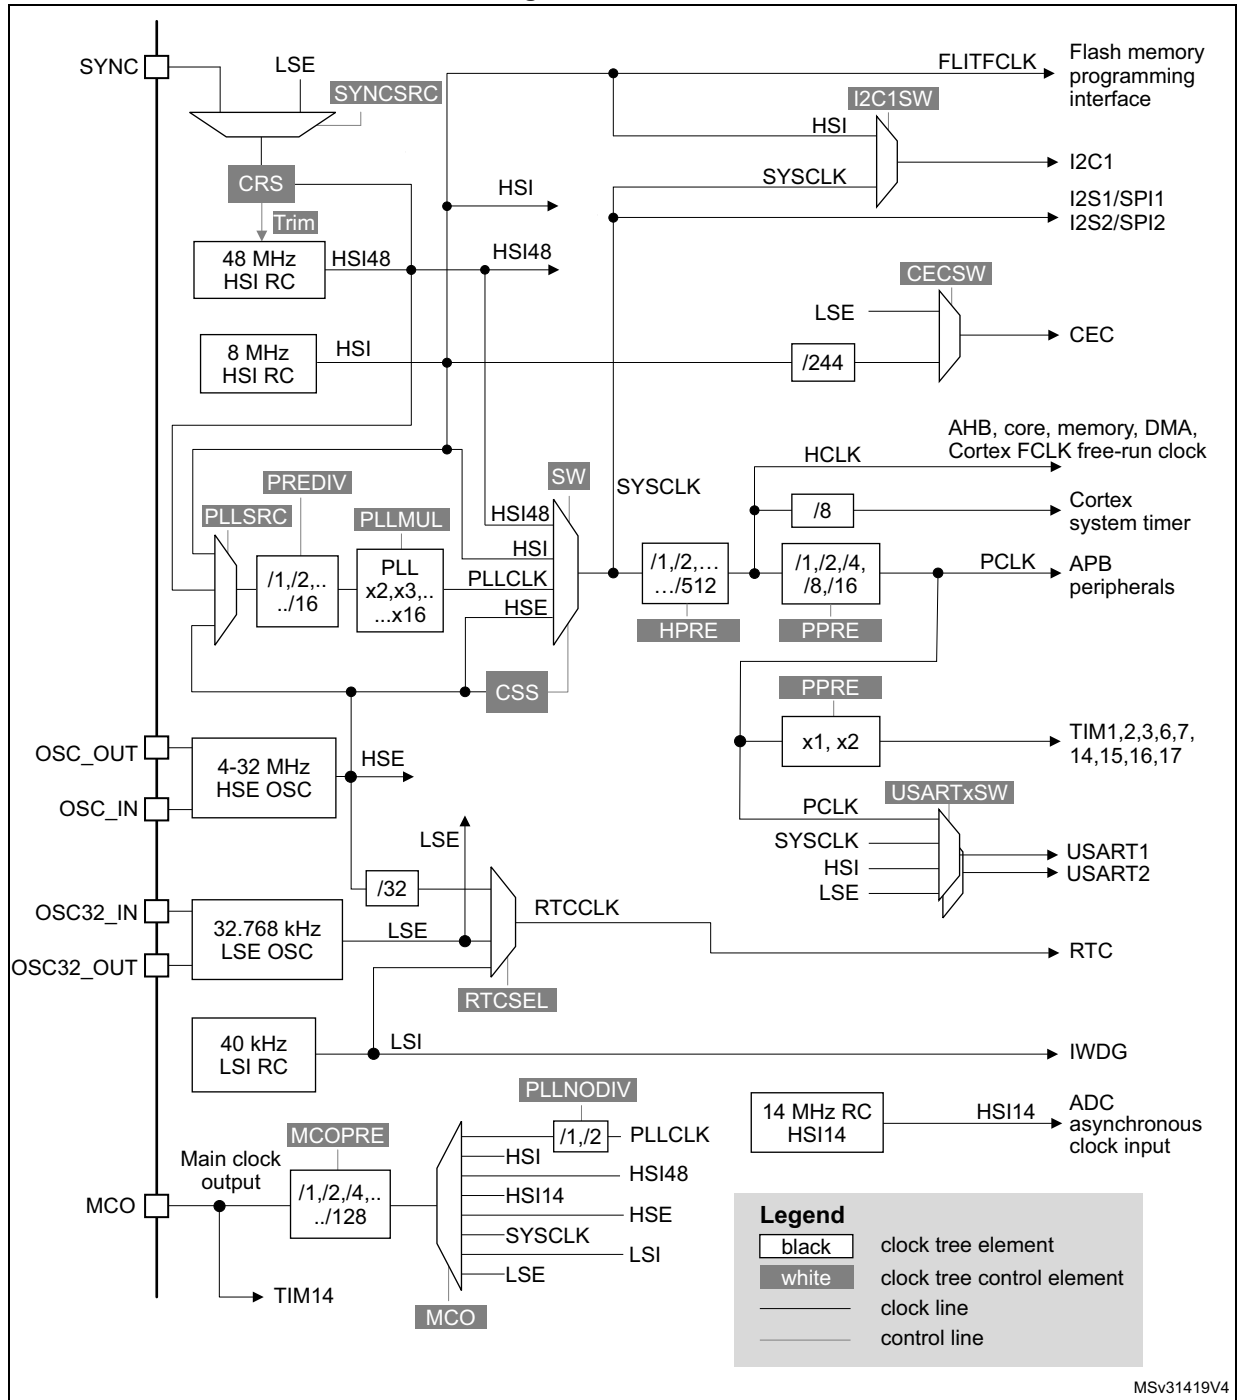 SYNC
LSE
SYNCSRC
CRS
Trim
48 MHz
HSI RC
HSI48
HSI
HSI48
8 MHz
HSI RC
HSI
FLITFCLK
Flash memory
programming
interface
I2C1SW
HSI
SYSCLK
I2C1
I2S1/SPI1
I2S2/SPI2
CECSW
LSE
/244
CEC
AHB, core, memory, DMA,
Cortex FCLK free-run clock
HCLK
/8
Cortex
system timer
PLLSRC
PREDIV
PLLMUL
/1,/2,..
../16
PLL
x2,x3,..
...x16
SW
HSI48
HSI
PLLCLK
HSE
SYSCLK
/1,/2,…
…/512
HPRE
/1,/2,/4,
/8,/16
PPRE
PCLK
APB
peripherals
CSS
PPRE
x1, x2
TIM1,2,3,6,7,
14,15,16,17
OSC_OUT
OSC_IN
4-32 MHz
HSE OSC
HSE
USARTxSW
PCLK
SYSCLK
HSI
LSE
USART1
USART2
LSE
/32
OSC32_IN
OSC32_OUT
32.768 kHz
LSE OSC
LSE
RTCCLK
RTC
RTCSEL
40 kHz
LSI RC
LSI
IWDG
PLLNODIV
/1,/2
PLLCLK
HSI
HSI48
HSI14
HSE
SYSCLK
LSI
LSE
MCO
14 MHz RC
HSI14
HSI14
ADC
asynchronous
clock input
MCOPRE
Main clock
output
/1,/2,/4,..
../128
MCO
TIM14
Legend
black
clock tree element
white
clock tree control element
clock line
control line
MSv31419V4